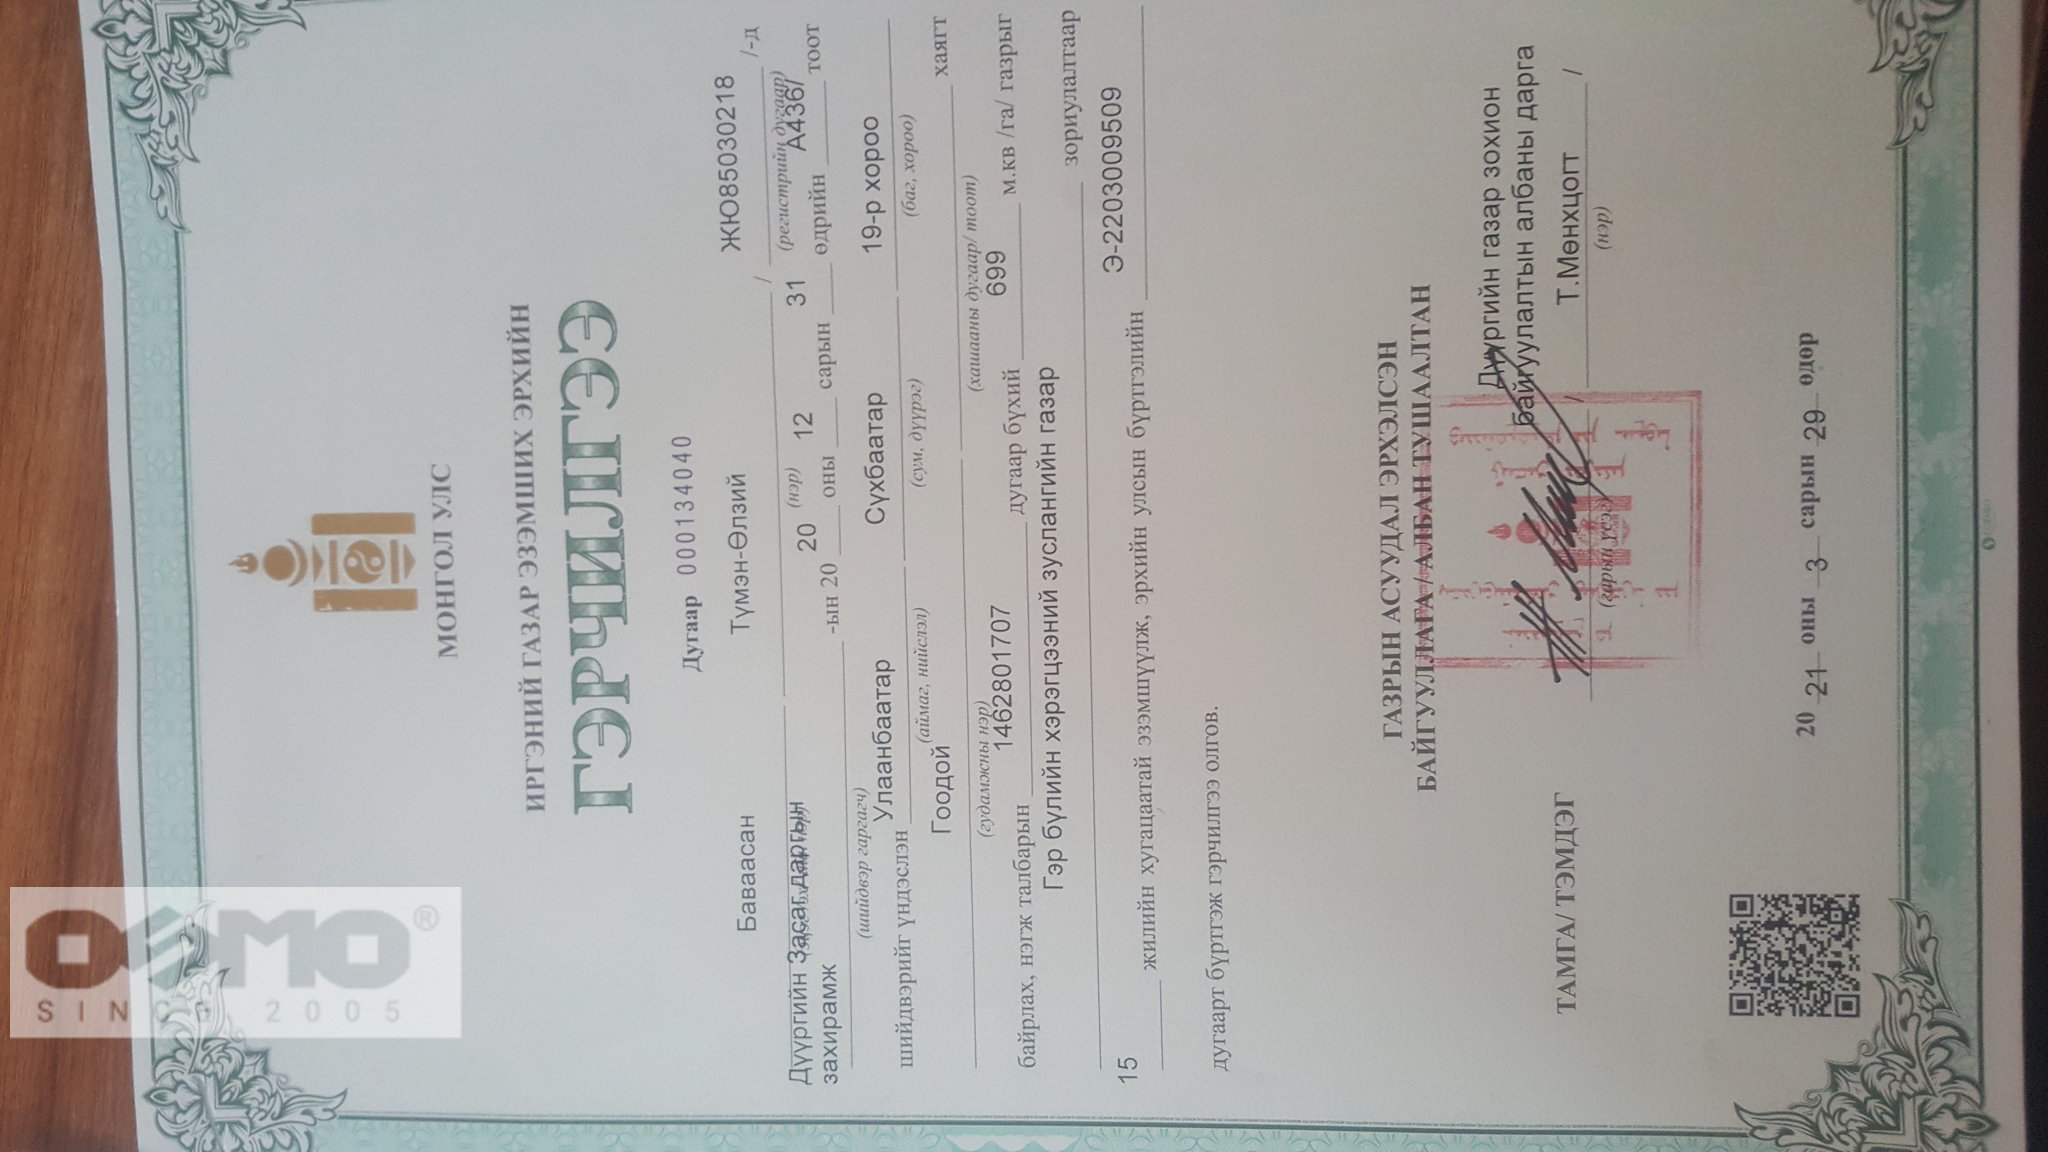 МОНГОЛ УЛС
ИРГЭНИЙ ГАЗАР ЭЗЭМШИХ ЭРХИЙН
ГЭРЧИЛГЭЭ
Дугаар 000134040
Баваасан Түмэн-Өлзий / ЖЮ85030218 /-д
(нэр) (регистрийн дугаар)
Дүүргийн Засаг даргын захирамж -ын 20 20 оны 12 сарын 31 өдрийн А436/ тоот
(шийдвэр гаргагч)
шийдвэрийг үндэслэн Улаанбаатар Сүхбаатар 19-р хороо
(аймаг, нийслэл) (сум, дүүрэг) (баг, хороо)
Гоодой хаягт
(гудамжны нэр) (хашааны дугаар/ тоот)
байрлах, нэгж талбарын 1462801707 дугаар бүхий 699 м.кв /га/ газрыг
Гэр бүлийн хэрэгцээний зуслангийн газар зориулалтаар
15 жилийн хугацаатай эзэмшүүлж, эрхийн улсын бүртгэлийн Э-2203009509
дугаарт бүртгэж гэрчилгээ олгов.
ГАЗРЫН АСУУДАЛ ЭРХЭЛСЭН
БАЙГУУЛЛАГА / АЛБАН ТУШААЛТАН
Дүүргийн газар зохион
байгуулалтын албаны дарга
ТАМГА/ ТЭМДЭГ / Т.Мөнхцогт /
(гарын үсэг) (нэр)
20 21 оны 3 сарын 29 өдөр
OSMO®
SINCE 2005